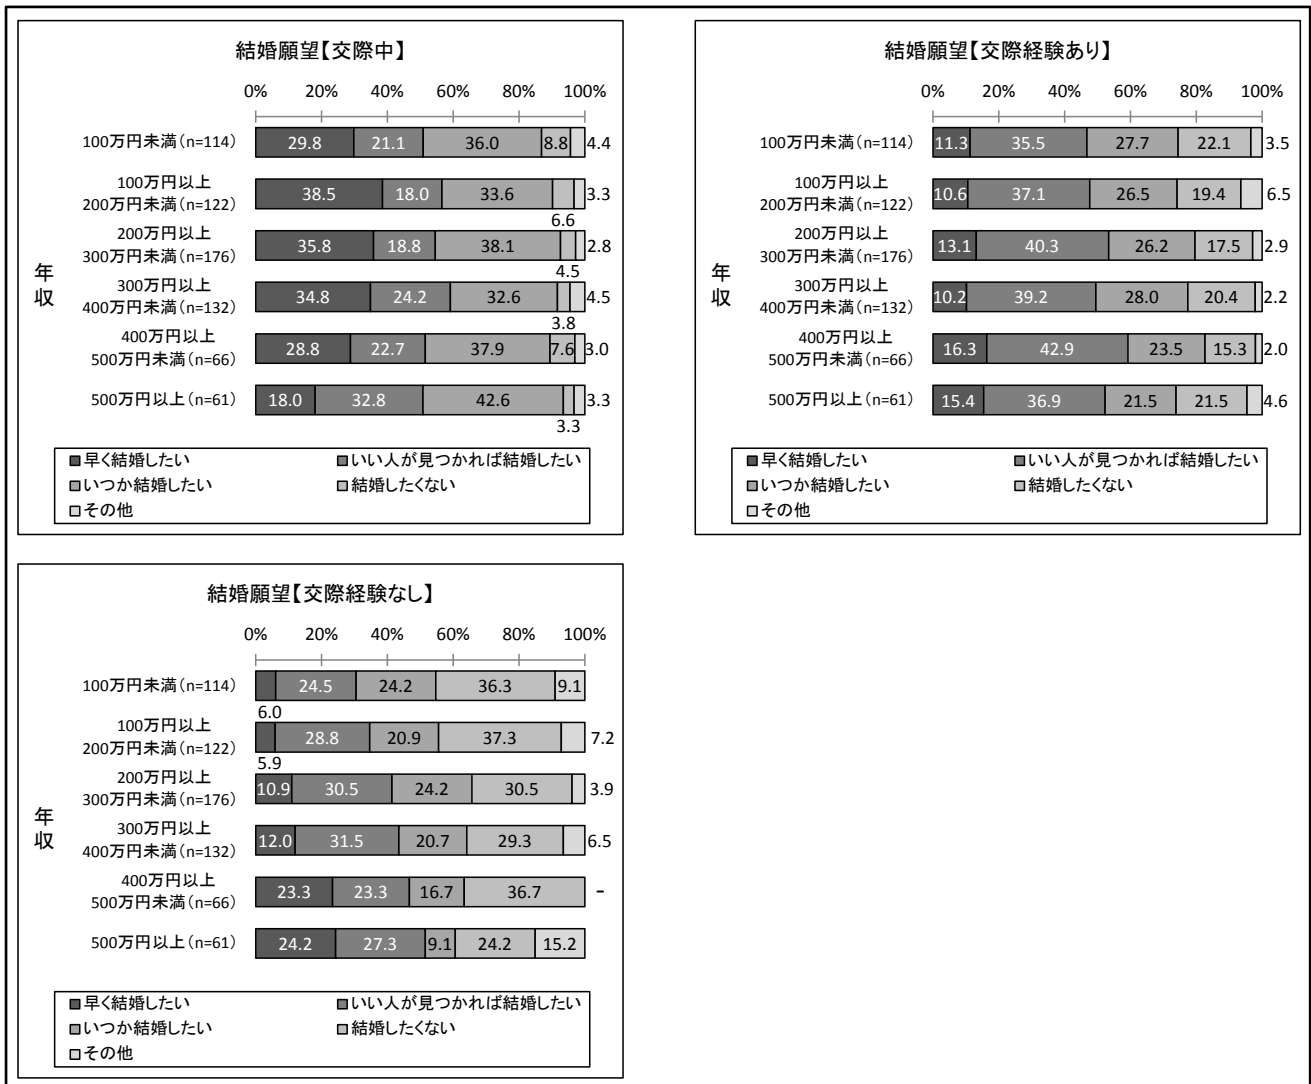 結婚願望【交際中】
0% 20% 40% 60% 80% 100%
年収
100万円未満(n=114) 29.8 21.1 36.0 8.8 4.4
100万円以上
200万円未満(n=122) 38.5 18.0 33.6 6.6 3.3
200万円以上
300万円未満(n=176) 35.8 18.8 38.1 4.5 2.8
300万円以上
400万円未満(n=132) 34.8 24.2 32.6 3.8 4.5
400万円以上
500万円未満(n=66) 28.8 22.7 37.9 7.6 3.0
500万円以上(n=61) 18.0 32.8 42.6 3.3 3.3
早く結婚したい いい人が見つかれば結婚したい
いつか結婚したい 結婚したくない
その他
結婚願望【交際経験あり】
0% 20% 40% 60% 80% 100%
年収
100万円未満(n=114) 11.3 35.5 27.7 22.1 3.5
100万円以上
200万円未満(n=122) 10.6 37.1 26.5 19.4 6.5
200万円以上
300万円未満(n=176) 13.1 40.3 26.2 17.5 2.9
300万円以上
400万円未満(n=132) 10.2 39.2 28.0 20.4 2.2
400万円以上
500万円未満(n=66) 16.3 42.9 23.5 15.3 2.0
500万円以上(n=61) 15.4 36.9 21.5 21.5 4.6
早く結婚したい いい人が見つかれば結婚したい
いつか結婚したい 結婚したくない
その他
結婚願望【交際経験なし】
0% 20% 40% 60% 80% 100%
年収
100万円未満(n=114) 6.0 24.5 24.2 36.3 9.1
100万円以上
200万円未満(n=122) 5.9 28.8 20.9 37.3 7.2
200万円以上
300万円未満(n=176) 10.9 30.5 24.2 30.5 3.9
300万円以上
400万円未満(n=132) 12.0 31.5 20.7 29.3 6.5
400万円以上
500万円未満(n=66) 23.3 23.3 16.7 36.7 -
500万円以上(n=61) 24.2 27.3 9.1 24.2 15.2
早く結婚したい いい人が見つかれば結婚したい
いつか結婚したい 結婚したくない
その他